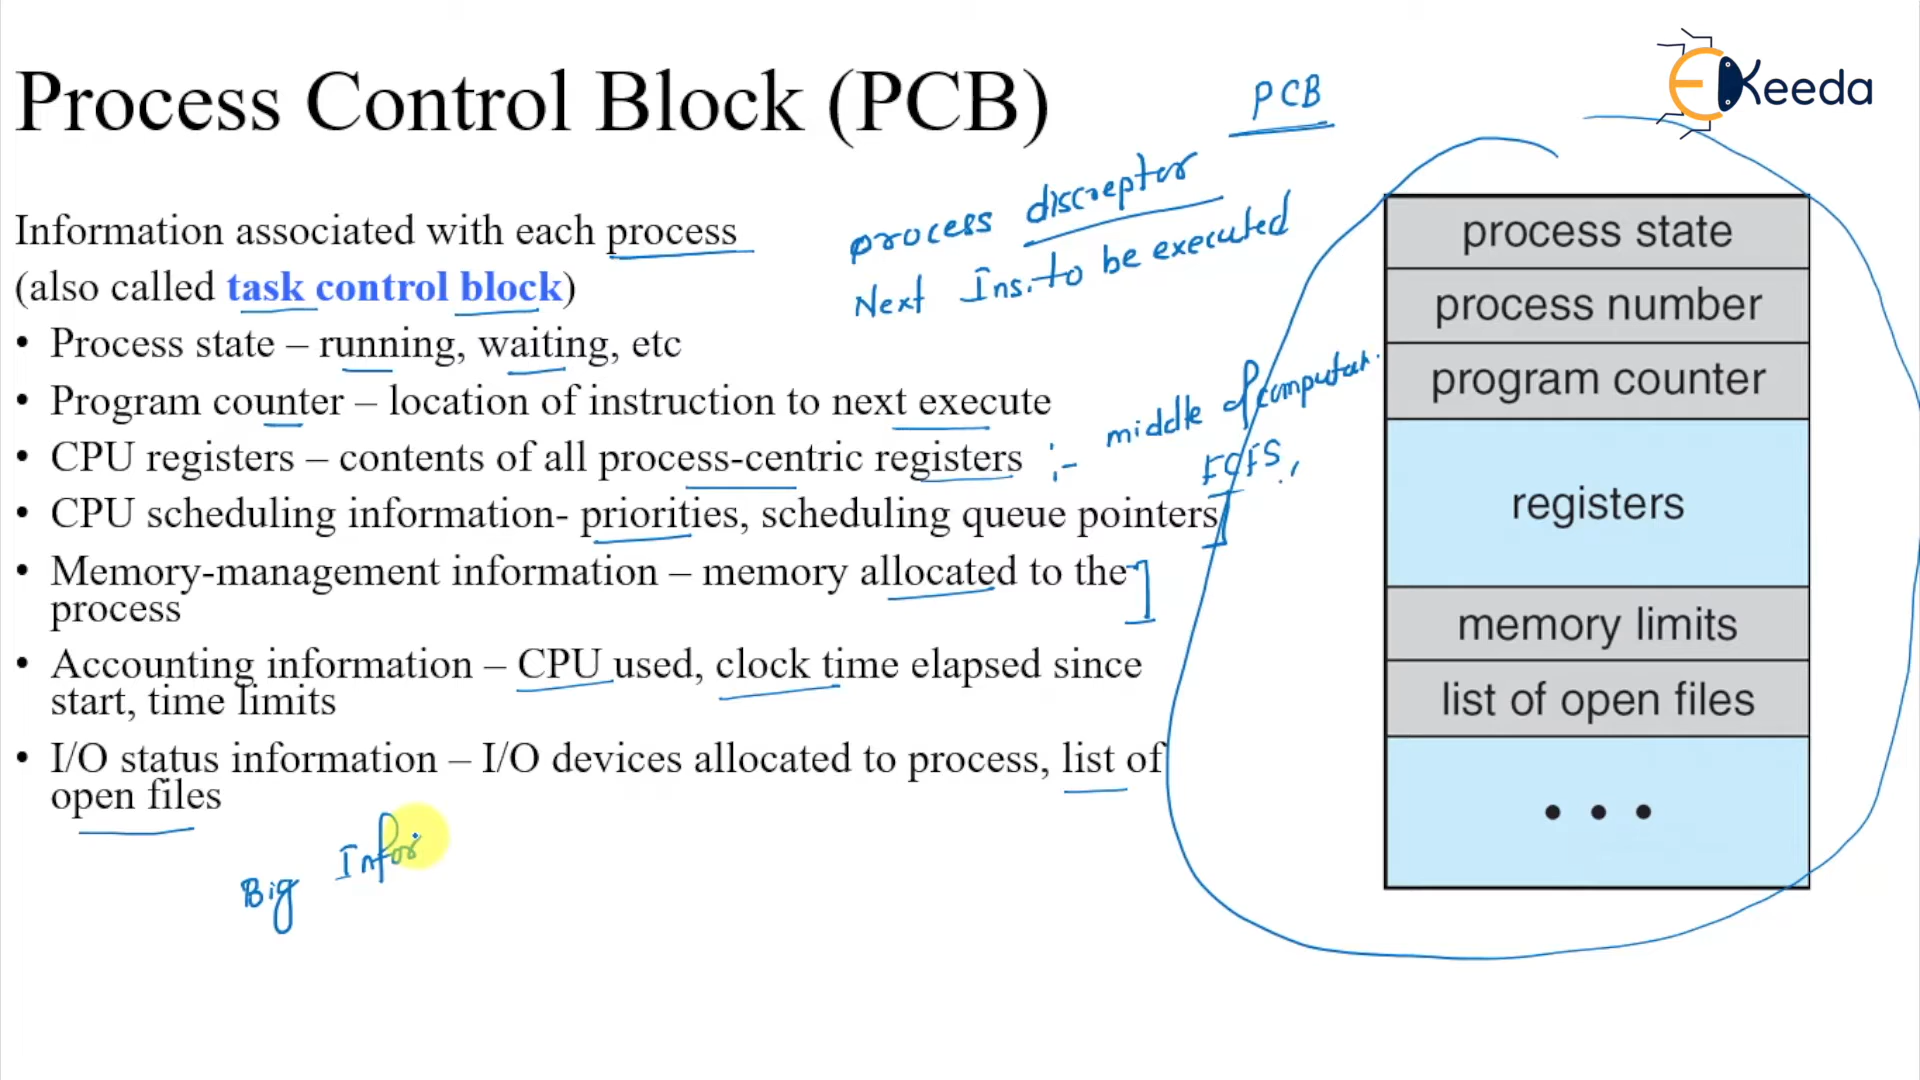 Process Control Block (PCB)
PCB
EKeeda
process discreptor
Next Ins. to be executed
Information associated with each process
(also called task control block)
• Process state – running, waiting, etc
• Program counter – location of instruction to next execute
• CPU registers – contents of all process-centric registers :- middle of
FCFS,
• CPU scheduling information- priorities, scheduling queue pointers
• Memory-management information – memory allocated to the
process
• Accounting information – CPU used, clock time elapsed since
start, time limits
• I/O status information – I/O devices allocated to process, list of
open files
Big Infor
process state
process number
program counter
registers
memory limits
list of open files
• • •